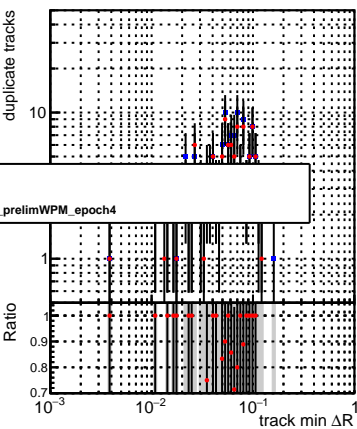 duplicate tracks
10
_prelimWPM_epoch4
1
Ratio
1
0.9
0.8
0.7
10⁻³ 10⁻² 10⁻¹ 1
track min ΔR